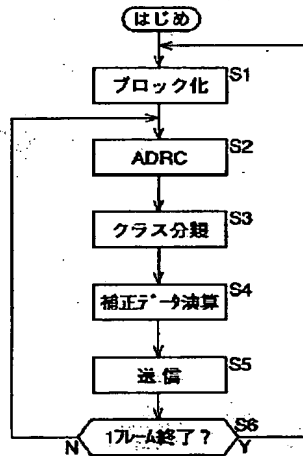 はじめ
ブロック化 S1
ADRC S2
クラス分類 S3
補正データ演算 S4
送信 S5
1フレーム終了? S6
N Y